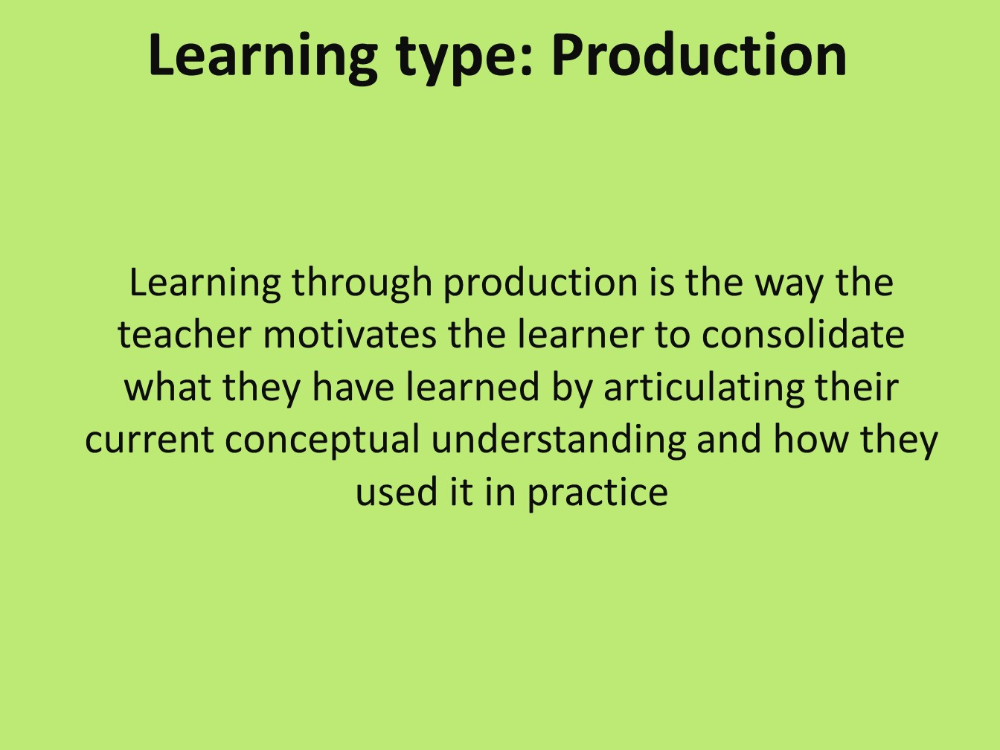 Learning type: Production
Learning through production is the way the
teacher motivates the learner to consolidate
what they have learned by articulating their
current conceptual understanding and how they
used it in practice